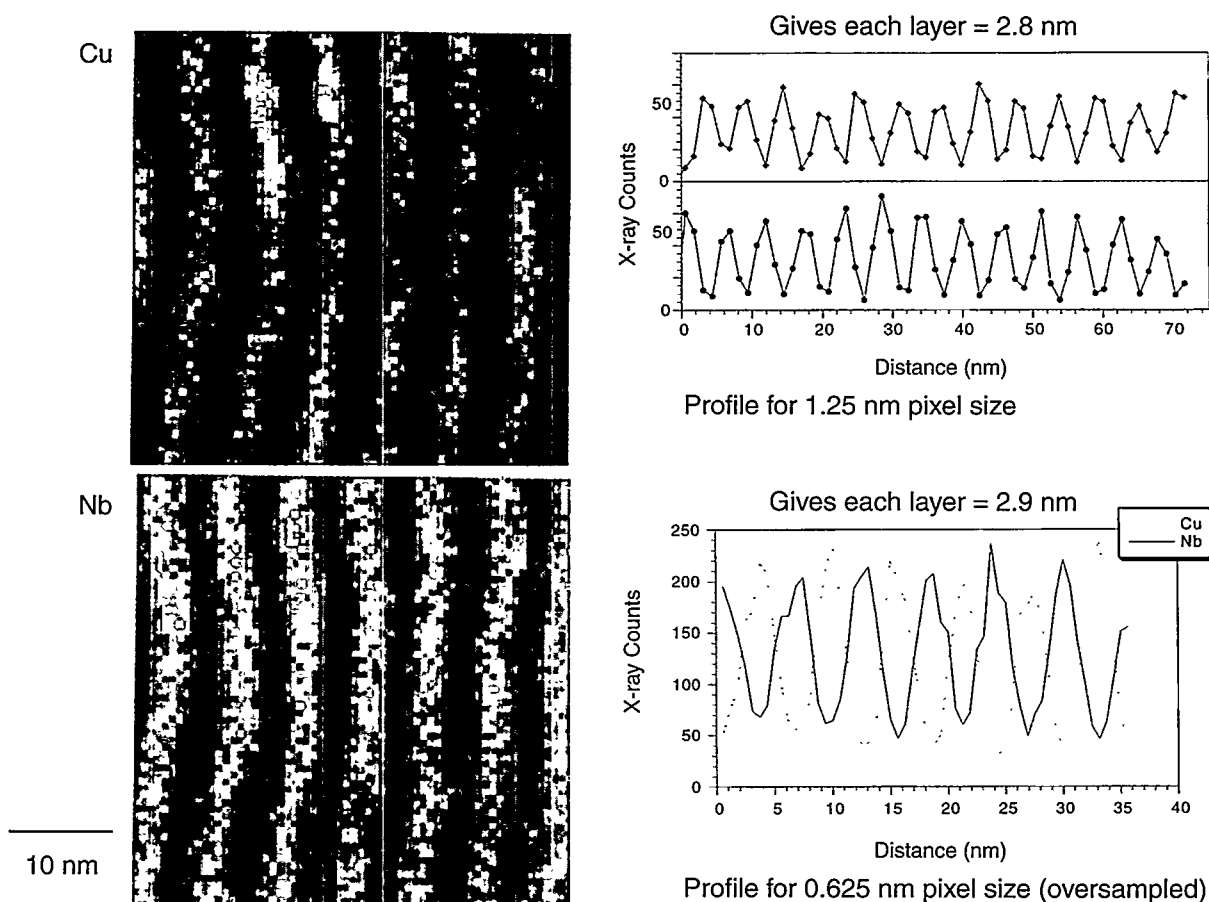 Cu
Nb
10 nm
Gives each layer = 2.8 nm
50
0
50
0
X-ray Counts
0 10 20 30 40 50 60 70
Distance (nm)
Profile for 1.25 nm pixel size
Gives each layer = 2.9 nm
Cu
Nb
250
200
150
100
50
0
X-ray Counts
0 5 10 15 20 25 30 35 40
Distance (nm)
Profile for 0.625 nm pixel size (oversampled)